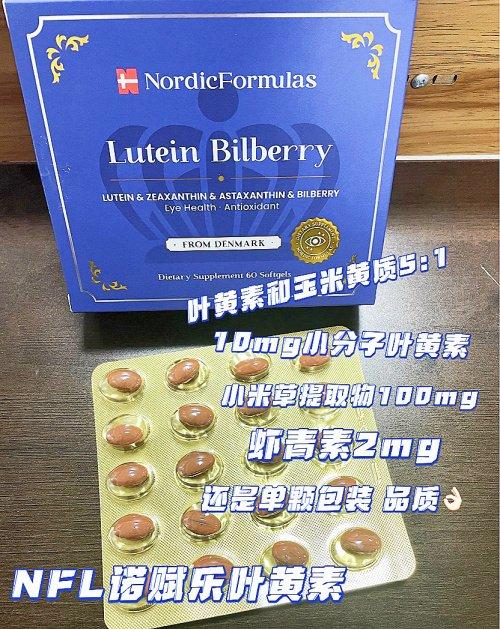 NordicFormulas
Lutein Bilberry
LUTEIN & ZEAXANTHIN & ASTAXANTHIN & BILBERRY
Eye Health · Antioxidant
FROM DENMARK
Dietary Supplement 60 Softgels
叶黄素和玉米黄质5:1
10mg小分子叶黄素
小米草提取物100mg
虾青素2mg
还是单颗包装 品质👌🏻
NFL诺赋乐叶黄素